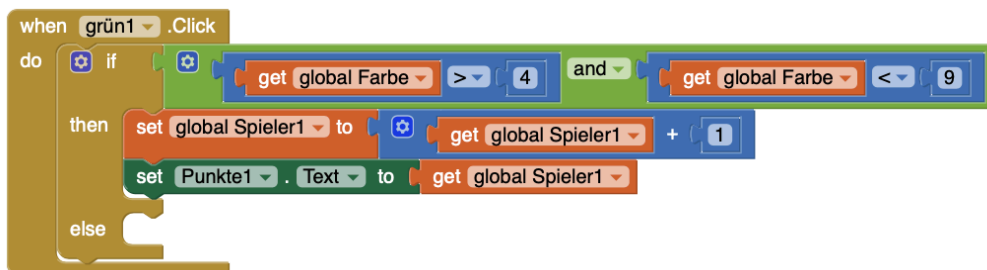 when grün1 .Click
do if get global Farbe > 4 and get global Farbe < 9
then set global Spieler1 to get global Spieler1 + 1
set Punkte1 . Text to get global Spieler1
else